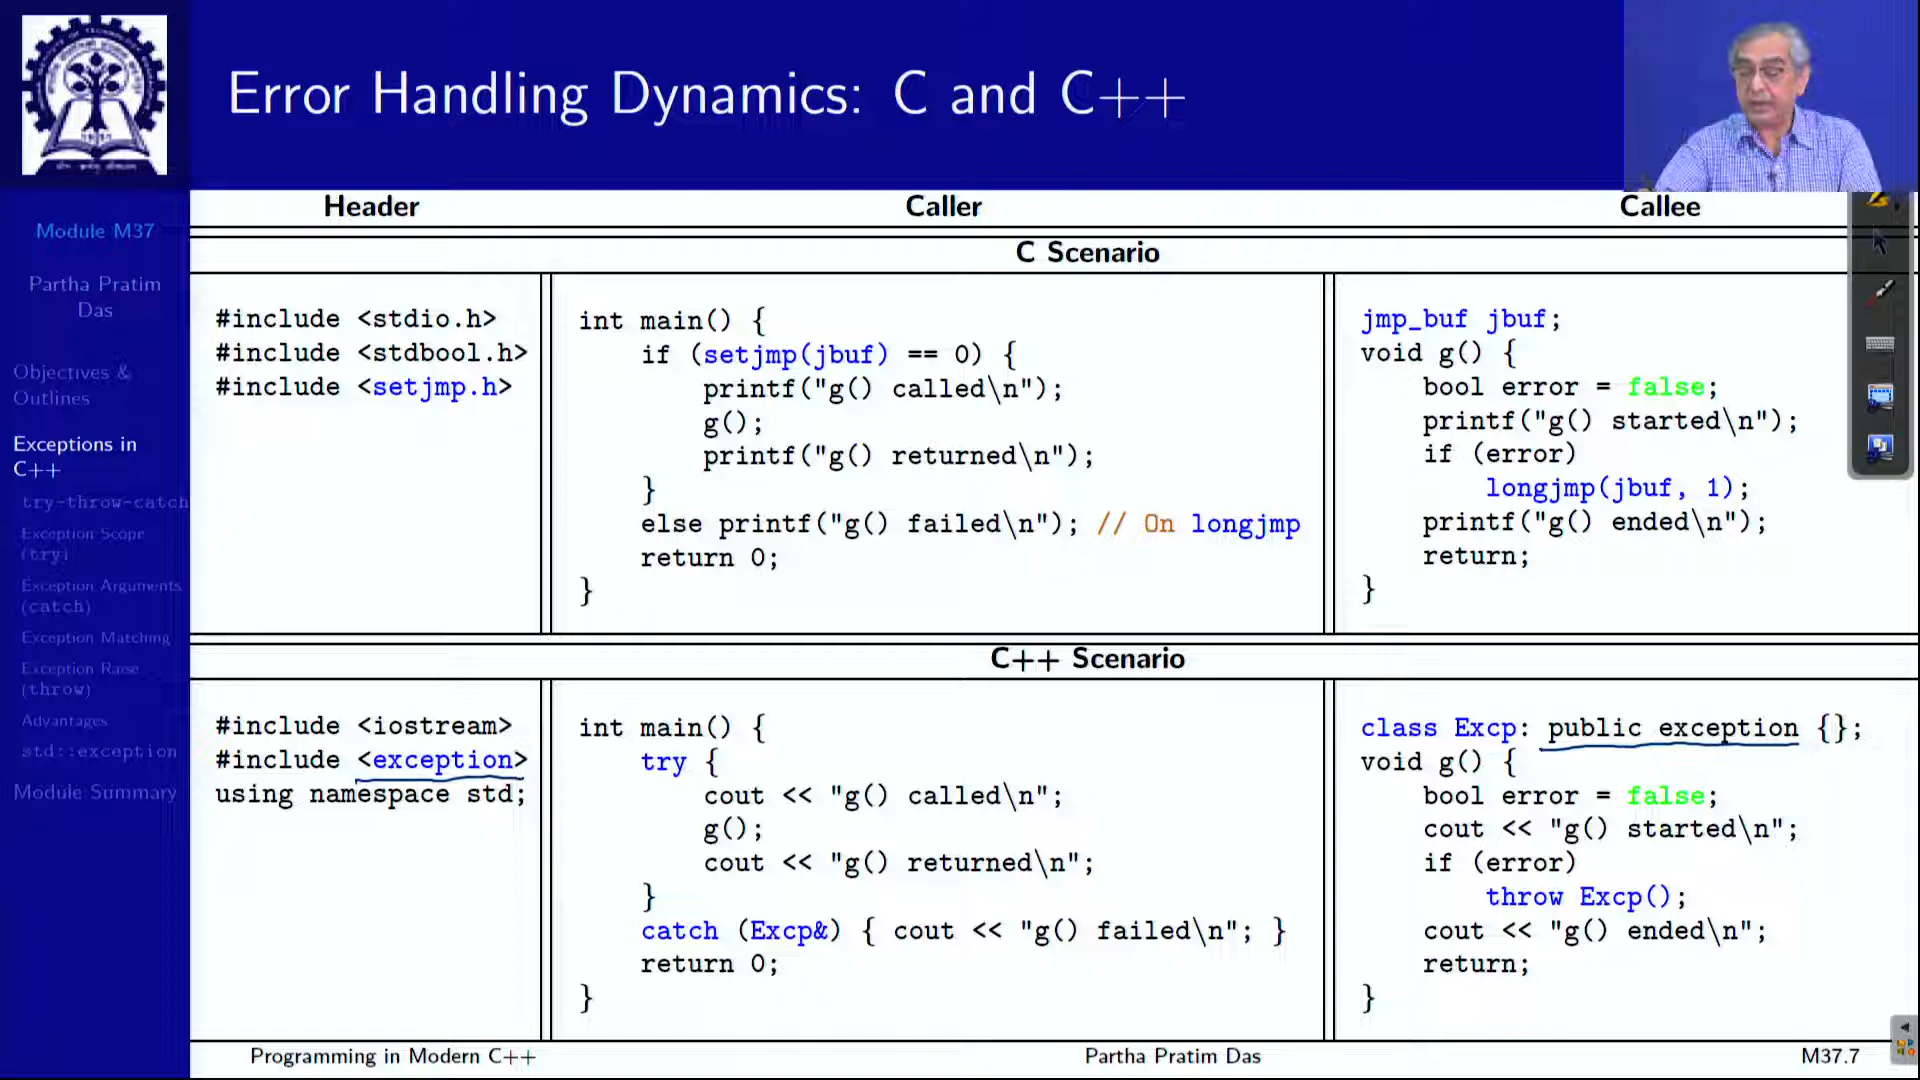 Error Handling Dynamics: C and C++
Module M37
Partha Pratim
Das
Objectives &
Outlines
Exceptions in
C++
try-throw-catch
Exception Scope
(try)
Exception Arguments
(catch)
Exception Matching
Exception Raise
(throw)
Advantages
std::exception
Module Summary
Header Caller Callee
C Scenario
#include <stdio.h>
#include <stdbool.h>
#include <setjmp.h>
int main() {
if (setjmp(jbuf) == 0) {
printf("g() called\n");
g();
printf("g() returned\n");
}
else printf("g() failed\n"); // On longjmp
return 0;
}
jmp_buf jbuf;
void g() {
bool error = false;
printf("g() started\n");
if (error)
longjmp(jbuf, 1);
printf("g() ended\n");
return;
}
C++ Scenario
#include <iostream>
#include <exception>
using namespace std;
int main() {
try {
cout << "g() called\n";
g();
cout << "g() returned\n";
}
catch (Excp&) { cout << "g() failed\n"; }
return 0;
}
class Excp: public exception {};
void g() {
bool error = false;
cout << "g() started\n";
if (error)
throw Excp();
cout << "g() ended\n";
return;
}
Programming in Modern C++ Partha Pratim Das M37.7